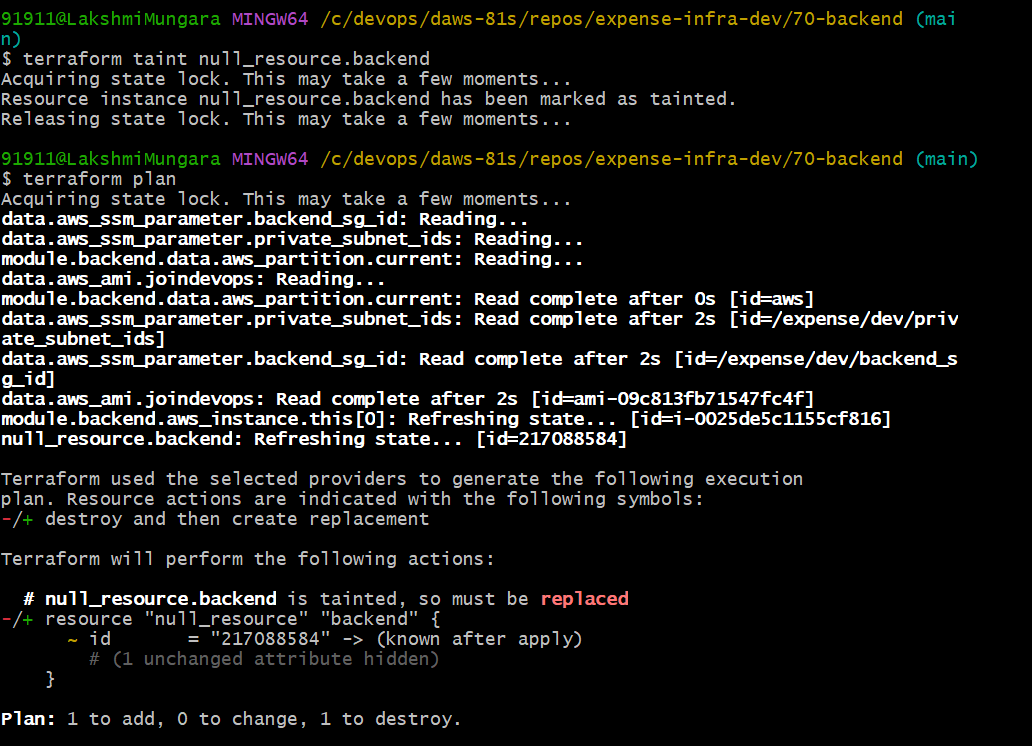 91911@LakshmiMungara MINGW64 /c/devops/daws-81s/repos/expense-infra-dev/70-backend (mai
n)
$ terraform taint null_resource.backend
Acquiring state lock. This may take a few moments...
Resource instance null_resource.backend has been marked as tainted.
Releasing state lock. This may take a few moments...
91911@LakshmiMungara MINGW64 /c/devops/daws-81s/repos/expense-infra-dev/70-backend (main)
$ terraform plan
Acquiring state lock. This may take a few moments...
data.aws_ssm_parameter.backend_sg_id: Reading...
data.aws_ssm_parameter.private_subnet_ids: Reading...
module.backend.data.aws_partition.current: Reading...
data.aws_ami.joindevops: Reading...
module.backend.data.aws_partition.current: Read complete after 0s [id=aws]
data.aws_ssm_parameter.private_subnet_ids: Read complete after 2s [id=/expense/dev/priv
ate_subnet_ids]
data.aws_ssm_parameter.backend_sg_id: Read complete after 2s [id=/expense/dev/backend_s
g_id]
data.aws_ami.joindevops: Read complete after 2s [id=ami-09c813fb71547fc4f]
module.backend.aws_instance.this[0]: Refreshing state... [id=i-0025de5c1155cf816]
null_resource.backend: Refreshing state... [id=217088584]
Terraform used the selected providers to generate the following execution
plan. Resource actions are indicated with the following symbols:
-/+ destroy and then create replacement
Terraform will perform the following actions:
# null_resource.backend is tainted, so must be replaced
-/+ resource "null_resource" "backend" {
~ id       = "217088584" -> (known after apply)
# (1 unchanged attribute hidden)
}
Plan: 1 to add, 0 to change, 1 to destroy.